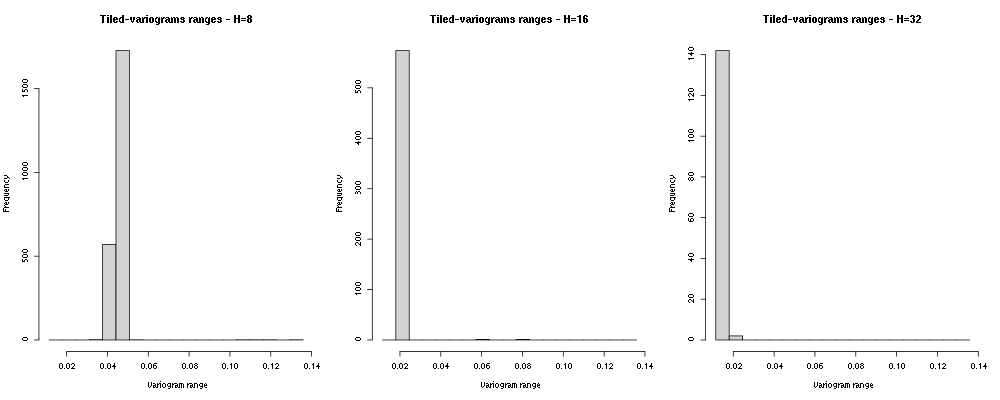 Tiled-variograms ranges - H=8
Frequency
0
500
1000
1500
0.02 0.04 0.06 0.08 0.10 0.12 0.14
Variogram range
Tiled-variograms ranges - H=16
Frequency
0
100
200
300
400
500
0.02 0.04 0.06 0.08 0.10 0.12 0.14
Variogram range
Tiled-variograms ranges - H=32
Frequency
0
20
40
60
80
100
120
140
0.02 0.04 0.06 0.08 0.10 0.12 0.14
Variogram range